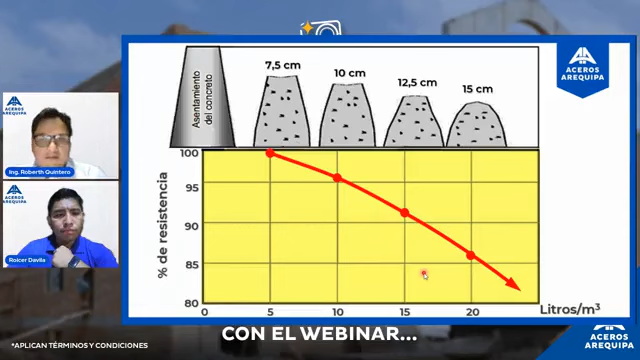 ACEROS
AREQUIPA
Ing. Roberth Quintero
ACEROS
AREQUIPA
Roicer Davila
Asentamiento
del concreto
7,5 cm
10 cm
12,5 cm
15 cm
ACEROS
AREQUIPA
% de resistencia
100
95
90
85
80
0
5
10
15
20
Litros/m³
CON EL WEBINAR...
*APLICAN TÉRMINOS Y CONDICIONES
ACEROS
AREQUIPA